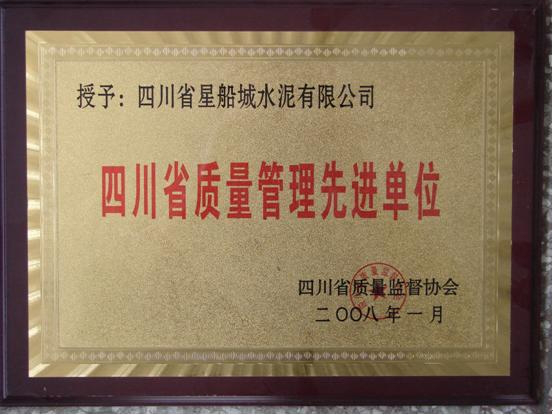 授予：四川省星船城水泥有限公司
四川省质量管理先进单位
四川省质量监督协会
二〇〇八年一月